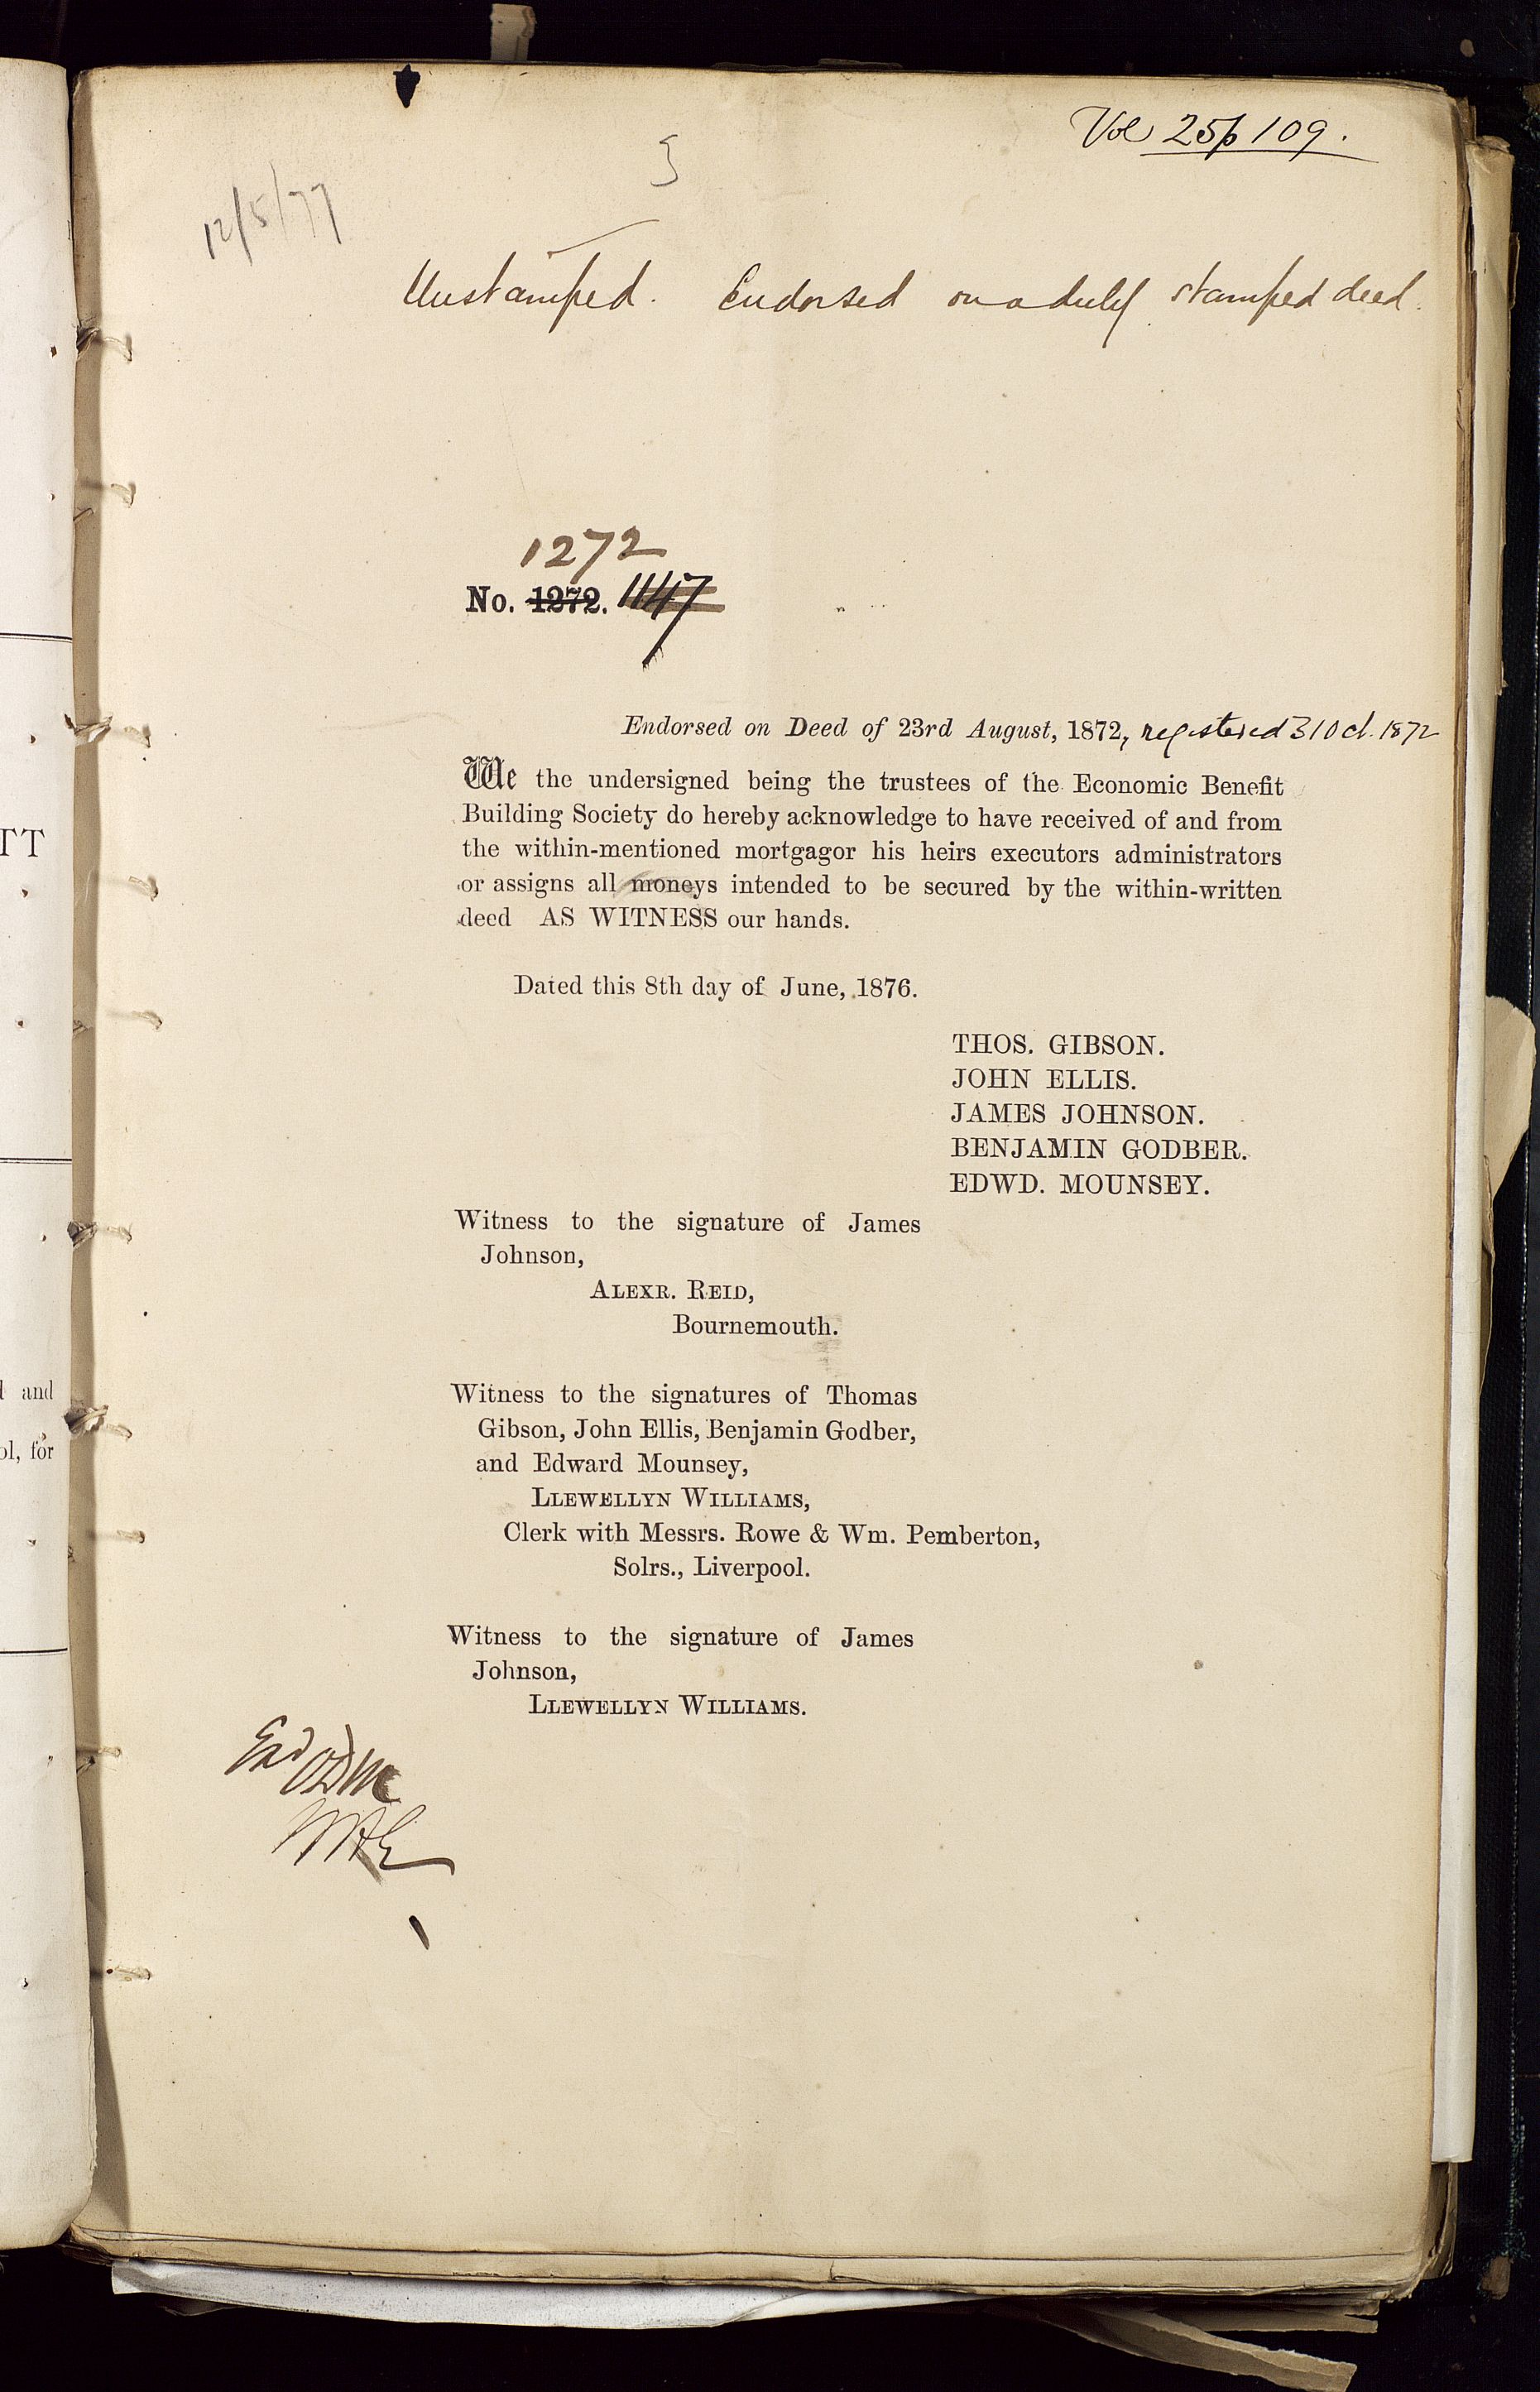 Vol 25 p 109.
12/5/77
Unstamped. Endorsed on a duly stamped deed.
1272
No. 1272. 1147
Endorsed on Deed of 23rd August, 1872, registered 31 Oct. 1872
We the undersigned being the trustees of the Economic Benefit
Building Society do hereby acknowledge to have received of and from
the within-mentioned mortgagor his heirs executors administrators
or assigns all moneys intended to be secured by the within-written
deed AS WITNESS our hands.
Dated this 8th day of June, 1876.
THOS. GIBSON.
JOHN ELLIS.
JAMES JOHNSON.
BENJAMIN GODBER.
EDWD. MOUNSEY.
Witness to the signature of James
Johnson,
ALEXR. REID,
Bournemouth.
Witness to the signatures of Thomas
Gibson, John Ellis, Benjamin Godber,
and Edward Mounsey,
LLEWELLYN WILLIAMS,
Clerk with Messrs. Rowe & Wm. Pemberton,
Solrs., Liverpool.
Witness to the signature of James
Johnson,
LLEWELLYN WILLIAMS.
TT
and
ol, for